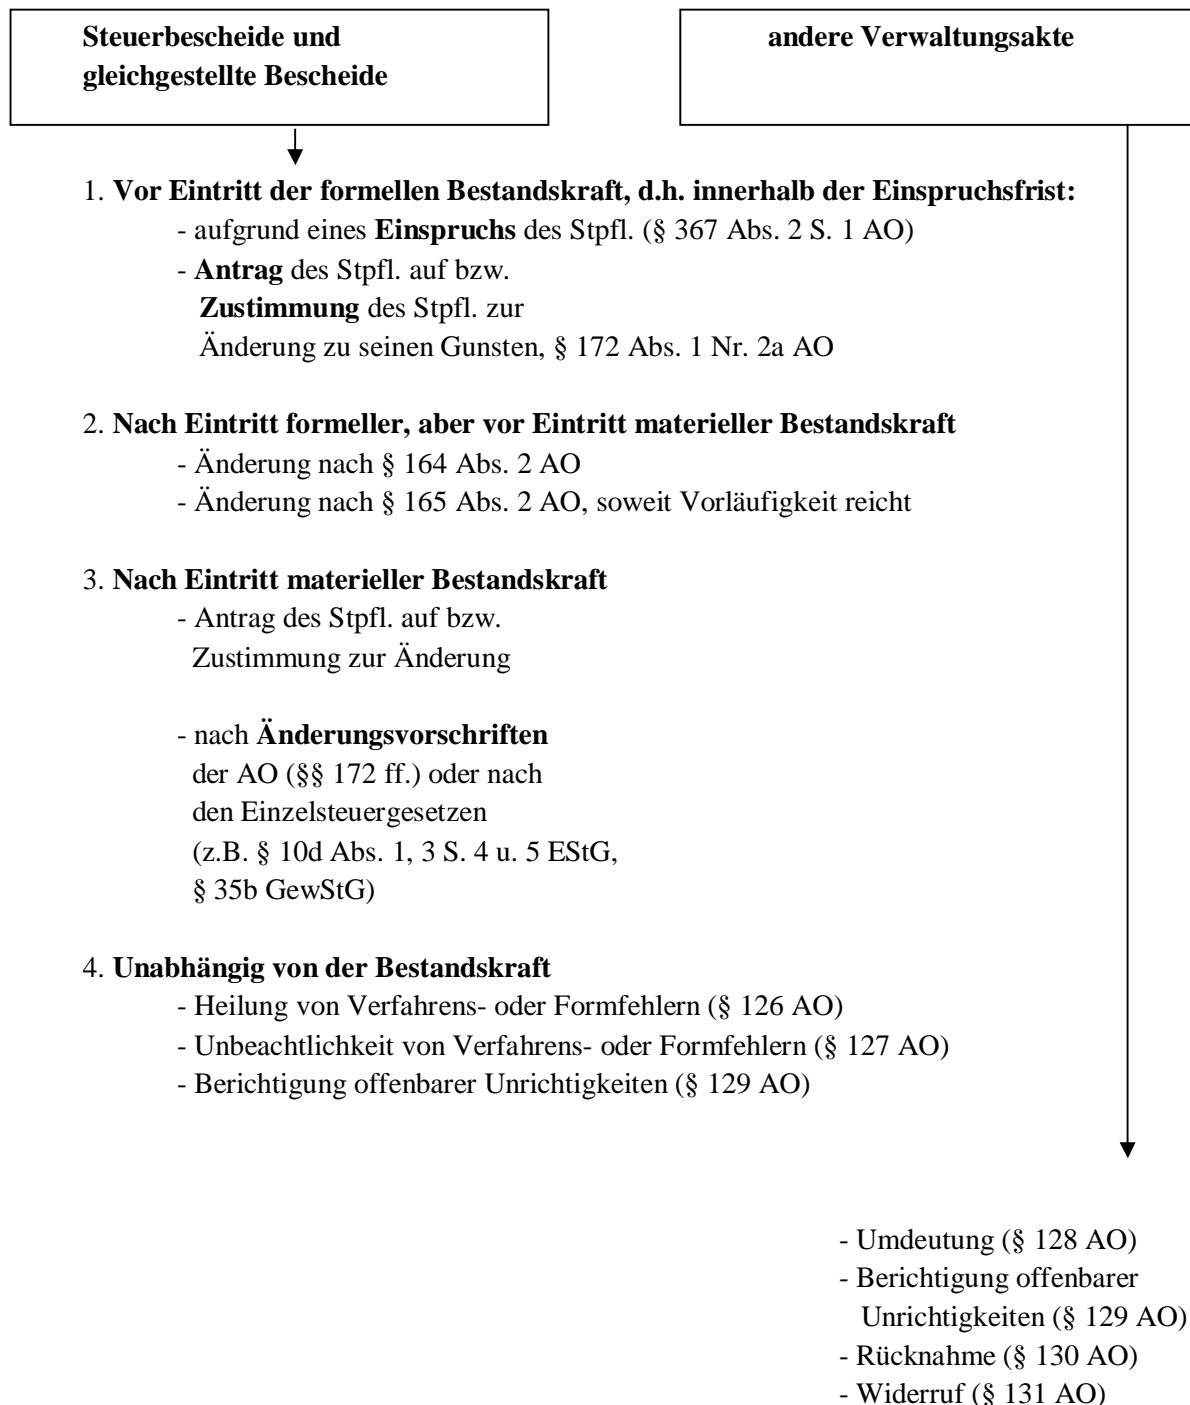 Steuerbescheide und
gleichgestellte Bescheide
andere Verwaltungsakte
1. Vor Eintritt der formellen Bestandskraft, d.h. innerhalb der Einspruchsfrist:
- aufgrund eines Einspruchs des Stpfl. (§ 367 Abs. 2 S. 1 AO)
- Antrag des Stpfl. auf bzw.
Zustimmung des Stpfl. zur
Änderung zu seinen Gunsten, § 172 Abs. 1 Nr. 2a AO
2. Nach Eintritt formeller, aber vor Eintritt materieller Bestandskraft
- Änderung nach § 164 Abs. 2 AO
- Änderung nach § 165 Abs. 2 AO, soweit Vorläufigkeit reicht
3. Nach Eintritt materieller Bestandskraft
- Antrag des Stpfl. auf bzw.
Zustimmung zur Änderung
- nach Änderungsvorschriften
der AO (§§ 172 ff.) oder nach
den Einzelsteuergesetzen
(z.B. § 10d Abs. 1, 3 S. 4 u. 5 EStG,
§ 35b GewStG)
4. Unabhängig von der Bestandskraft
- Heilung von Verfahrens- oder Formfehlern (§ 126 AO)
- Unbeachtlichkeit von Verfahrens- oder Formfehlern (§ 127 AO)
- Berichtigung offenbarer Unrichtigkeiten (§ 129 AO)
- Umdeutung (§ 128 AO)
- Berichtigung offenbarer
Unrichtigkeiten (§ 129 AO)
- Rücknahme (§ 130 AO)
- Widerruf (§ 131 AO)